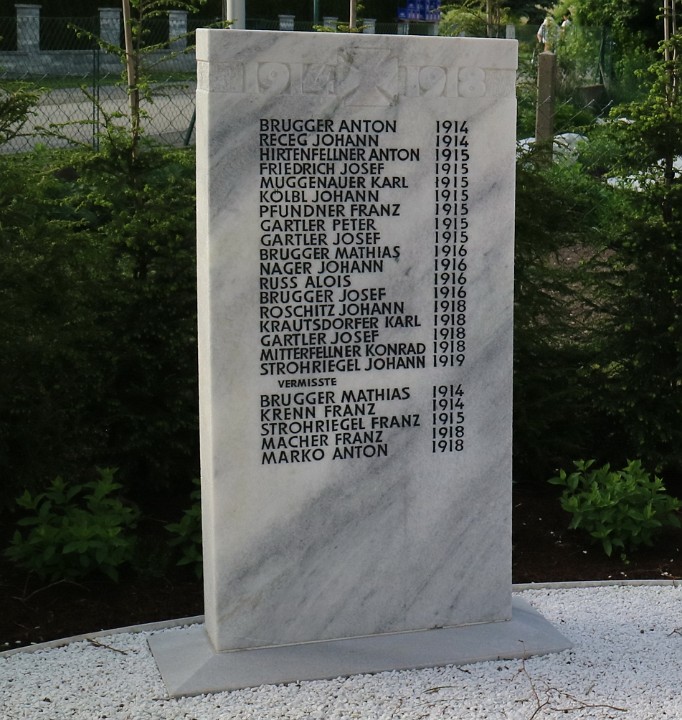 1914 1918
BRUGGER ANTON 1914
RECEG JOHANN 1914
HIRTENFELLNER ANTON 1915
FRIEDRICH JOSEF 1915
MUGGENAUER KARL 1915
KÖLBL JOHANN 1915
PFUNDNER FRANZ 1915
GARTLER PETER 1915
GARTLER JOSEF 1915
BRUGGER MATHIAS 1916
NAGER JOHANN 1916
RUSS ALOIS 1916
BRUGGER JOSEF 1916
ROSCHITZ JOHANN 1918
KRAUTSDORFER KARL 1918
GARTLER JOSEF 1918
MITTERFELLNER KONRAD 1918
STROHRIEGEL JOHANN 1919
VERMISSTE
BRUGGER MATHIAS 1914
KRENN FRANZ 1914
STROHRIEGEL FRANZ 1915
MACHER FRANZ 1918
MARKO ANTON 1918